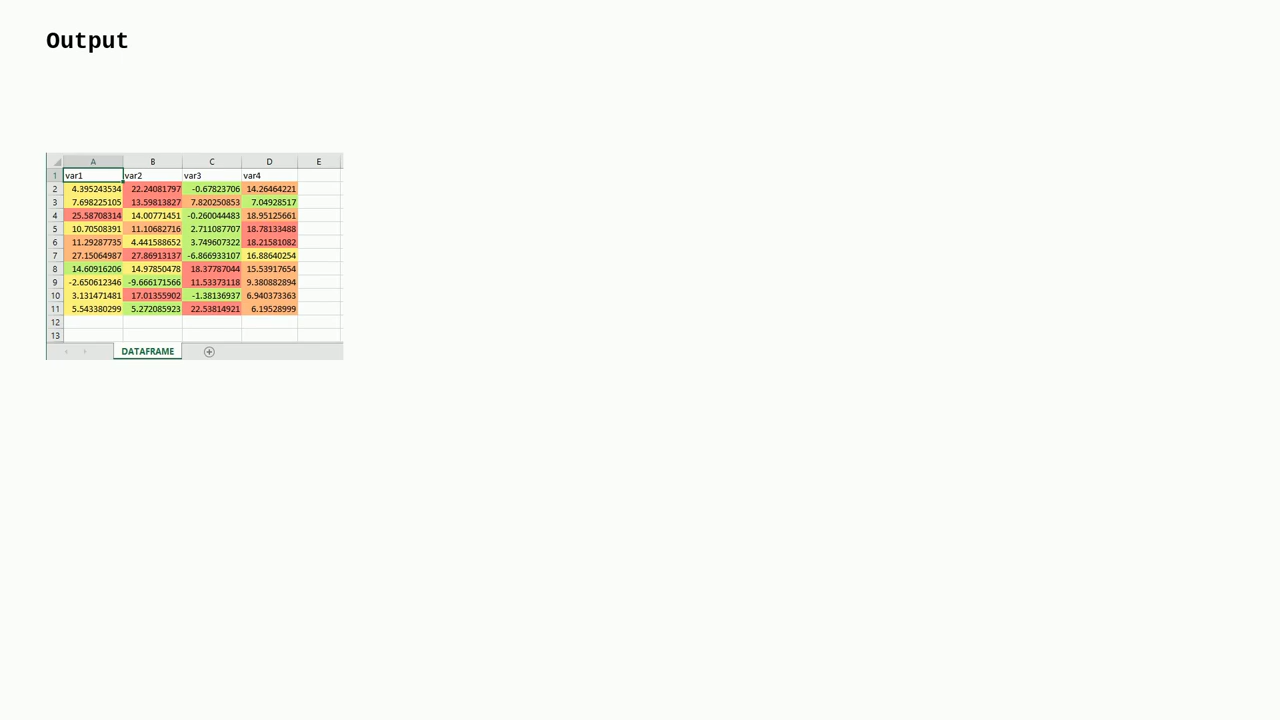 Output
A B C D E
1 var1 var2 var3 var4
2 4.395243534 22.24081797 -0.67823706 14.26464221
3 7.698225105 13.59813827 7.820250853 7.04928517
4 25.58708314 14.00771451 -0.260044483 18.95125661
5 10.70508391 11.10682716 2.711087707 18.78133488
6 11.29287735 4.441588652 3.749607322 18.21581082
7 27.15064987 27.86913137 -6.866933107 16.88640254
8 14.60916206 14.97850478 18.37787044 15.53917654
9 -2.650612346 -9.666171566 11.53373118 9.380882894
10 3.131471481 17.01355902 -1.38136937 6.940373363
11 5.543380299 5.272085923 22.53814921 6.19528999
12
13
DATAFRAME